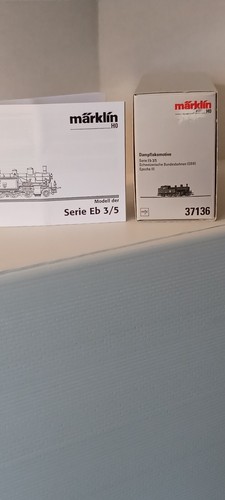 märklin
H0
Modell der
Serie Eb 3/5
märklin
H0
Dampflokomotive
Serie Eb 3/5
Schweizerische Bundesbahnen (SBB)
Epoche III
37136